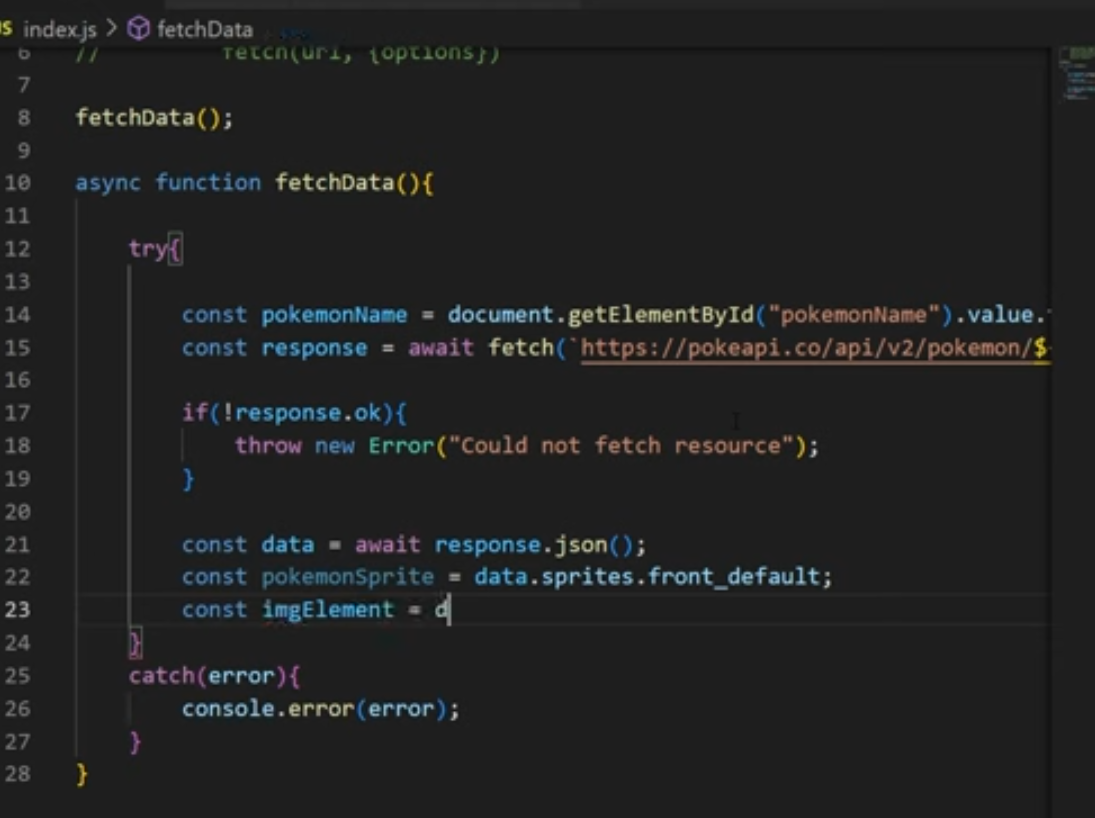 JS index.js > fetchData
6 // fetch(url, {options})
7
8 fetchData();
9
10 async function fetchData(){
11
12 try{
13
14 const pokemonName = document.getElementById("pokemonName").value.
15 const response = await fetch(`https://pokeapi.co/api/v2/pokemon/$
16
17 if(!response.ok){
18 throw new Error("Could not fetch resource");
19 }
20
21 const data = await response.json();
22 const pokemonSprite = data.sprites.front_default;
23 const imgElement = d
24 }
25 catch(error){
26 console.error(error);
27 }
28 }